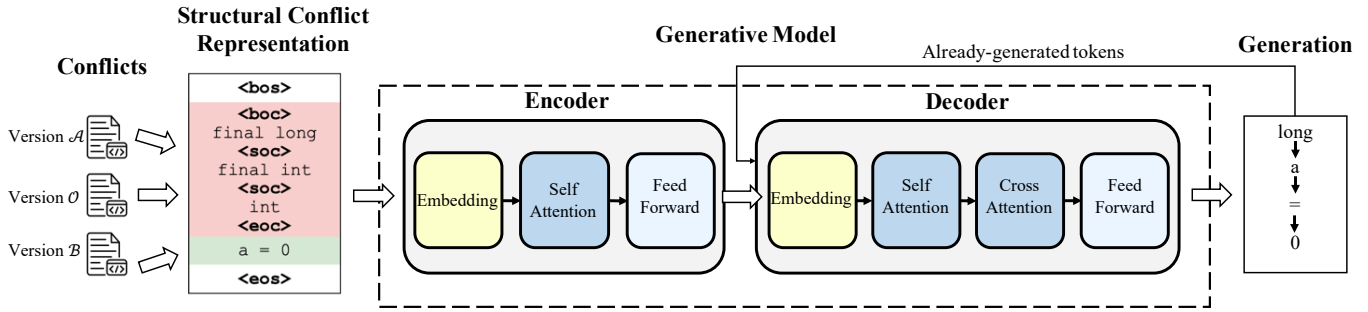 Conflicts
Version 𝒜
Version 𝒪
Version ℬ
Structural Conflict
Representation
<bos>
<boc>
final long
<soc>
final int
<soc>
int
<eoc>
a = 0
<eos>
Generative Model
Already-generated tokens
Encoder
Embedding
Self
Attention
Feed
Forward
Decoder
Embedding
Self
Attention
Cross
Attention
Feed
Forward
Generation
long
a
=
0